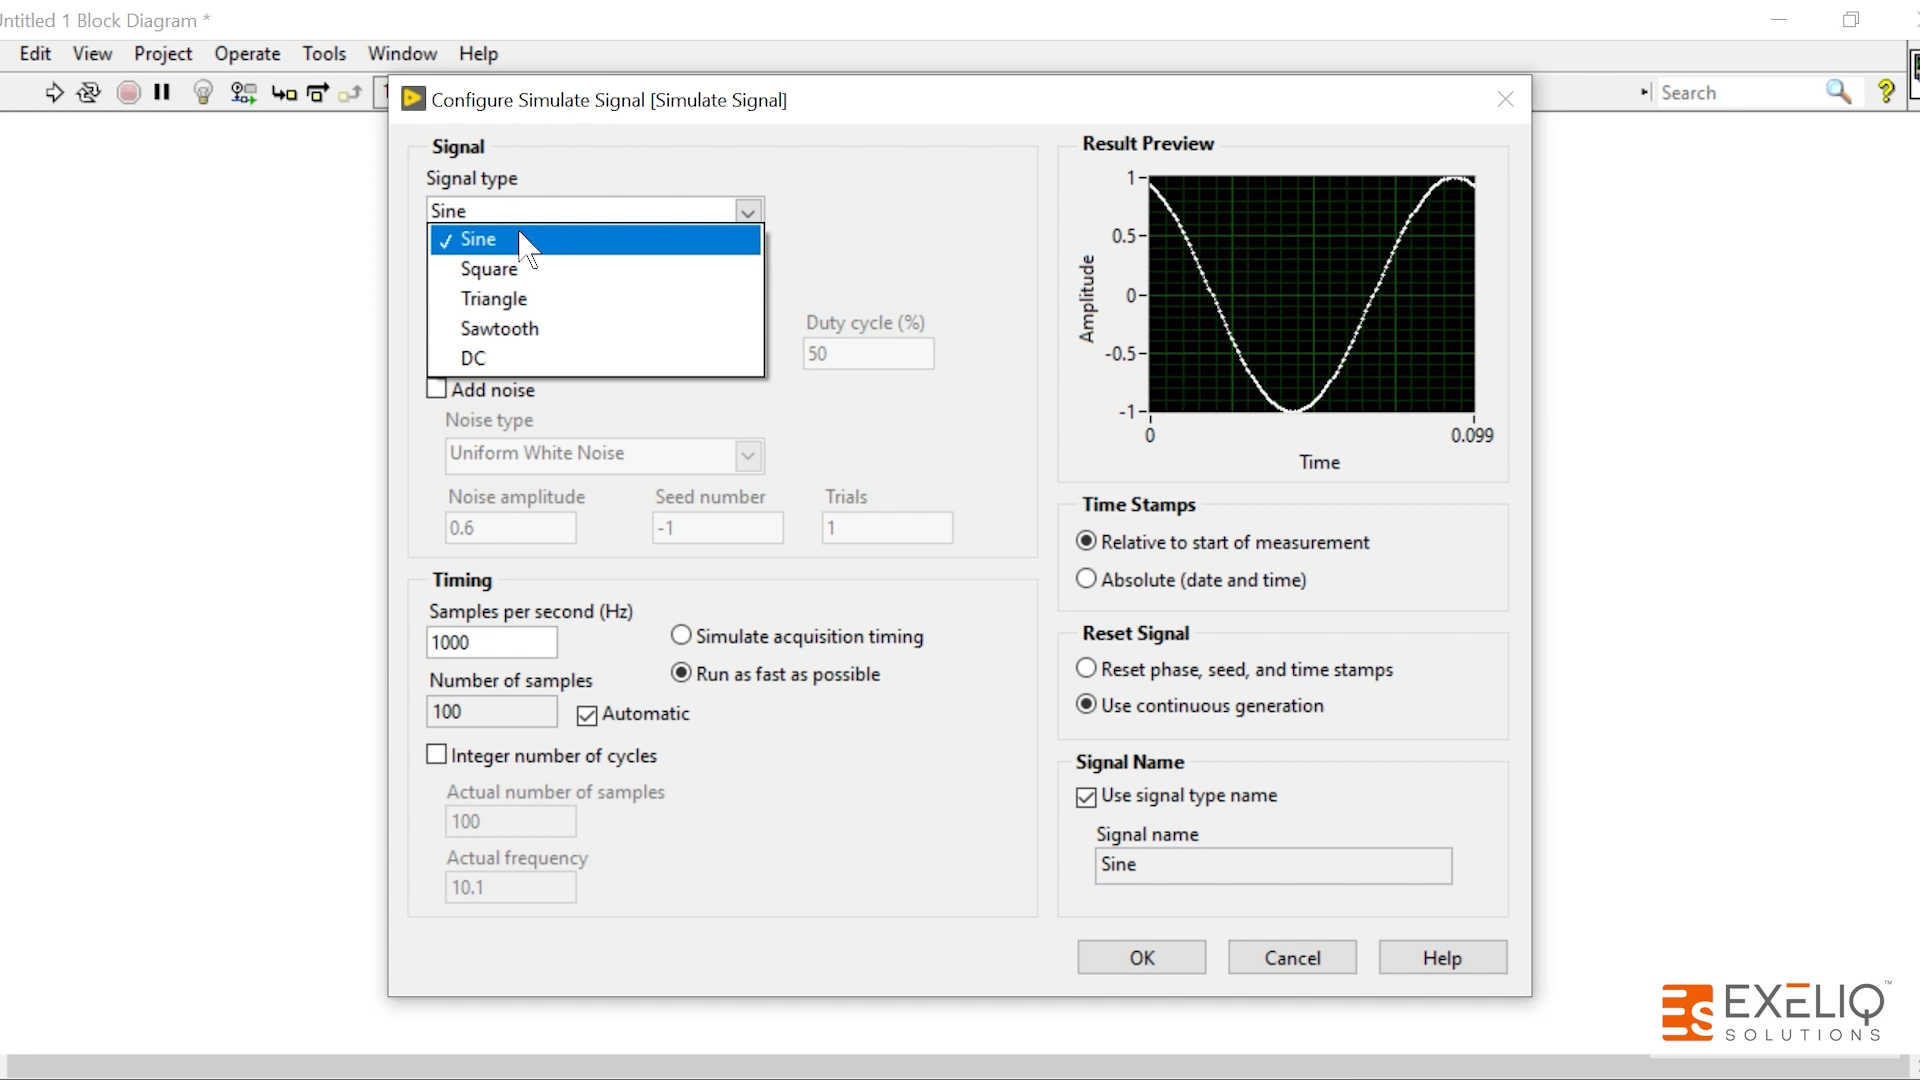 ntitled 1 Block Diagram *
Edit View Project Operate Tools Window Help
Search
Configure Simulate Signal [Simulate Signal]
Signal
Signal type
Sine
✓ Sine
Square
Triangle
Sawtooth
DC
Duty cycle (%)
50
Add noise
Noise type
Uniform White Noise
Noise amplitude Seed number Trials
0.6 -1 1
Timing
Samples per second (Hz)
1000
Simulate acquisition timing
Run as fast as possible
Number of samples
100
Automatic
Integer number of cycles
Actual number of samples
100
Actual frequency
10.1
Result Preview
Amplitude
1
0.5
0
-0.5
-1
0 0.099
Time
Time Stamps
Relative to start of measurement
Absolute (date and time)
Reset Signal
Reset phase, seed, and time stamps
Use continuous generation
Signal Name
Use signal type name
Signal name
Sine
OK Cancel Help
EXELIQ™
SOLUTIONS